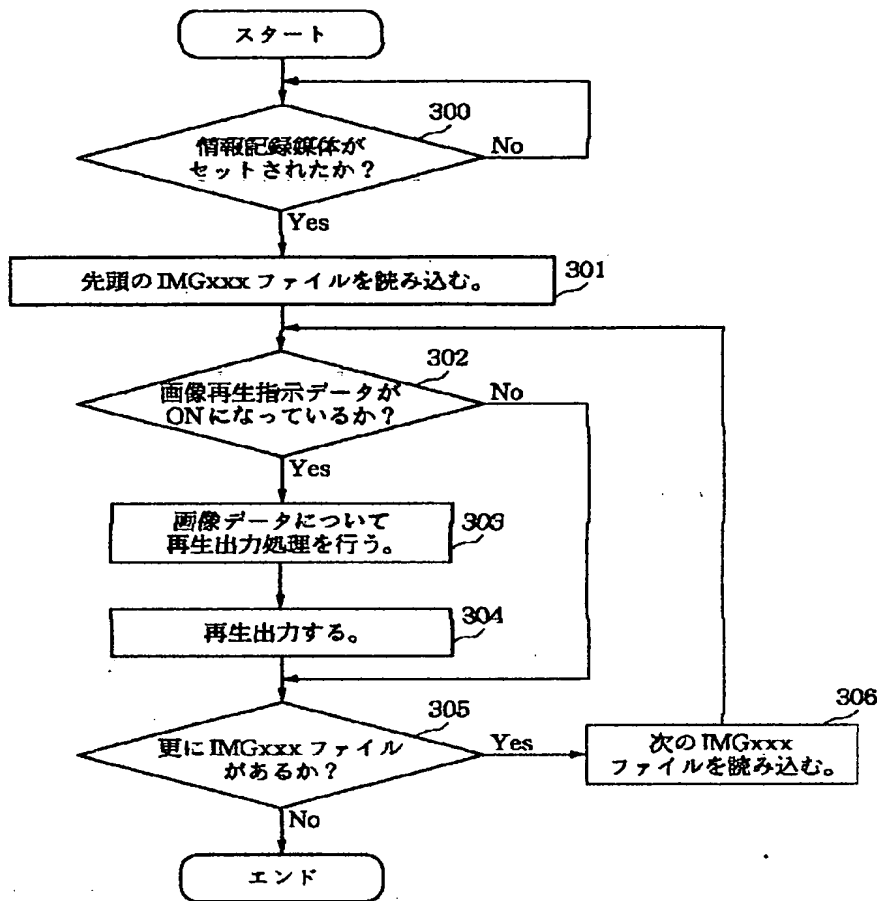 スタート
300
情報記録媒体が
セットされたか？
No
Yes
先頭のIMGxxxファイルを読み込む。
301
302
画像再生指示データが
ONになっているか？
No
Yes
画像データについて
再生出力処理を行う。
303
再生出力する。
304
305
更にIMGxxxファイル
があるか？
Yes
306
次のIMGxxx
ファイルを読み込む。
No
エンド